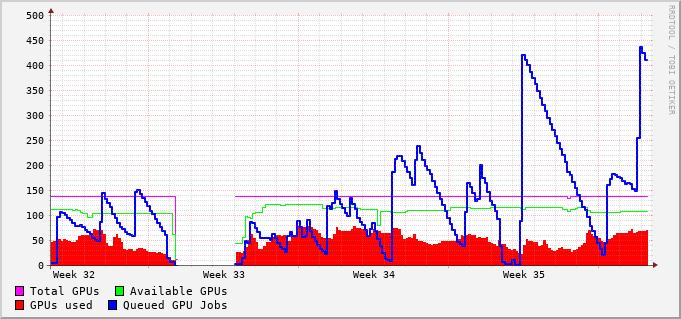 500
450
400
350
300
250
200
150
100
50
0
Week 32 Week 33 Week 34 Week 35
Total GPUs Available GPUs
GPUs used Queued GPU Jobs
RRDTOOL / TOBI OETIKER